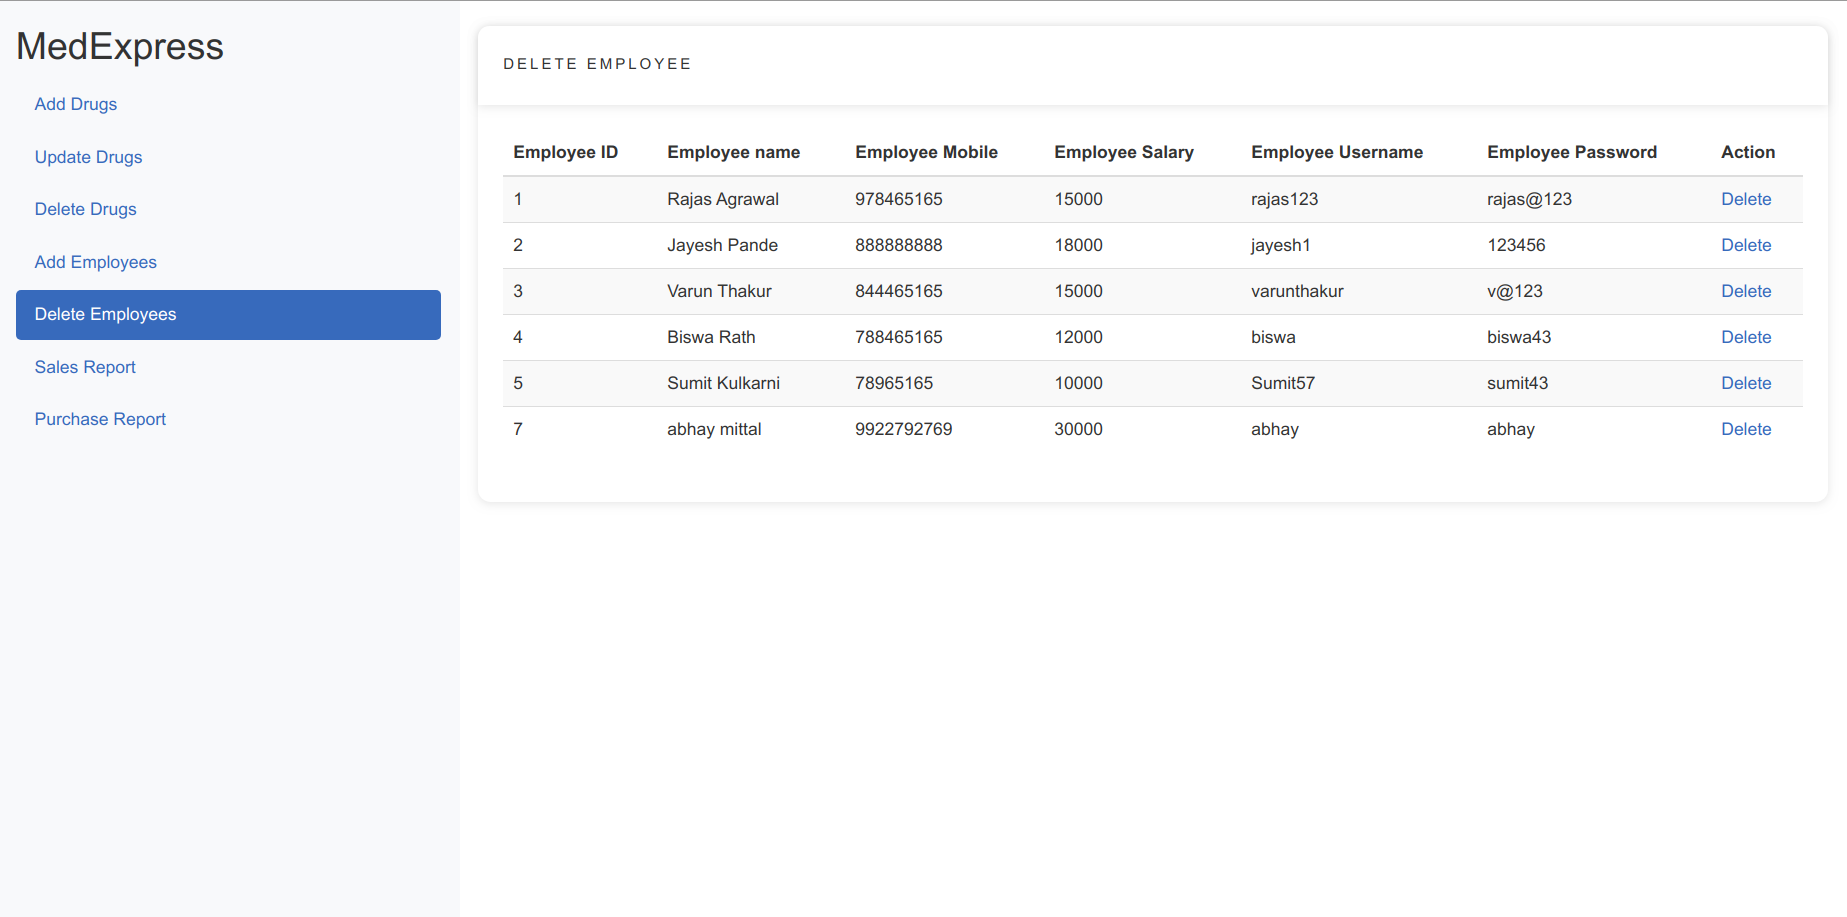 MedExpress
Add Drugs
Update Drugs
Delete Drugs
Add Employees
Delete Employees
Sales Report
Purchase Report
DELETE EMPLOYEE
Employee ID Employee name Employee Mobile Employee Salary Employee Username Employee Password Action
1 Rajas Agrawal 978465165 15000 rajas123 rajas@123 Delete
2 Jayesh Pande 888888888 18000 jayesh1 123456 Delete
3 Varun Thakur 844465165 15000 varunthakur v@123 Delete
4 Biswa Rath 788465165 12000 biswa biswa43 Delete
5 Sumit Kulkarni 78965165 10000 Sumit57 sumit43 Delete
7 abhay mittal 9922792769 30000 abhay abhay Delete